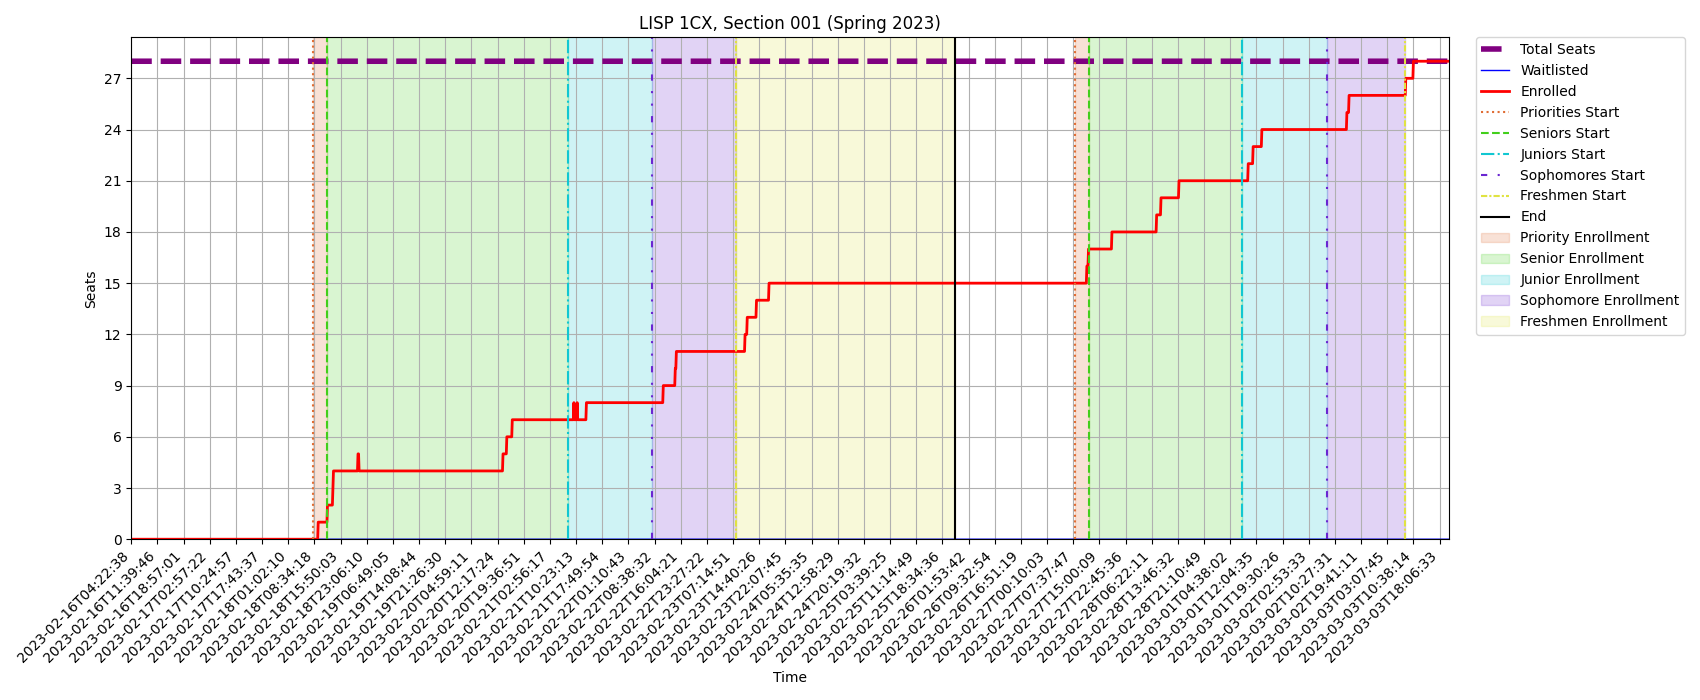 LISP 1CX, Section 001 (Spring 2023)
Total Seats
Waitlisted
Enrolled
Priorities Start
Seniors Start
Juniors Start
Sophomores Start
Freshmen Start
End
Priority Enrollment
Senior Enrollment
Junior Enrollment
Sophomore Enrollment
Freshmen Enrollment
Seats
27
24
21
18
15
12
9
6
3
0
2023-02-16T04:22:38
2023-02-16T11:39:46
2023-02-16T18:57:01
2023-02-17T02:57:22
2023-02-17T10:24:57
2023-02-17T17:43:37
2023-02-18T01:02:10
2023-02-18T08:34:18
2023-02-18T15:50:03
2023-02-18T23:06:10
2023-02-19T06:49:05
2023-02-19T14:08:44
2023-02-19T21:26:30
2023-02-20T04:59:11
2023-02-20T12:17:24
2023-02-20T19:36:51
2023-02-21T02:56:17
2023-02-21T10:23:13
2023-02-21T17:49:54
2023-02-22T01:10:43
2023-02-22T08:38:32
2023-02-22T16:04:21
2023-02-22T23:27:22
2023-02-23T07:14:51
2023-02-23T14:40:26
2023-02-23T22:07:45
2023-02-24T05:35:35
2023-02-24T12:58:29
2023-02-24T20:19:32
2023-02-25T03:39:25
2023-02-25T11:14:49
2023-02-25T18:34:36
2023-02-26T01:53:42
2023-02-26T09:32:54
2023-02-26T16:51:19
2023-02-27T00:10:03
2023-02-27T07:37:47
2023-02-27T15:00:09
2023-02-27T22:45:36
2023-02-28T06:22:11
2023-02-28T13:46:32
2023-02-28T21:10:49
2023-03-01T04:38:02
2023-03-01T12:04:35
2023-03-01T19:30:26
2023-03-02T02:53:33
2023-03-02T10:27:31
2023-03-02T19:41:11
2023-03-03T03:07:45
2023-03-03T10:38:14
2023-03-03T18:06:33
Time